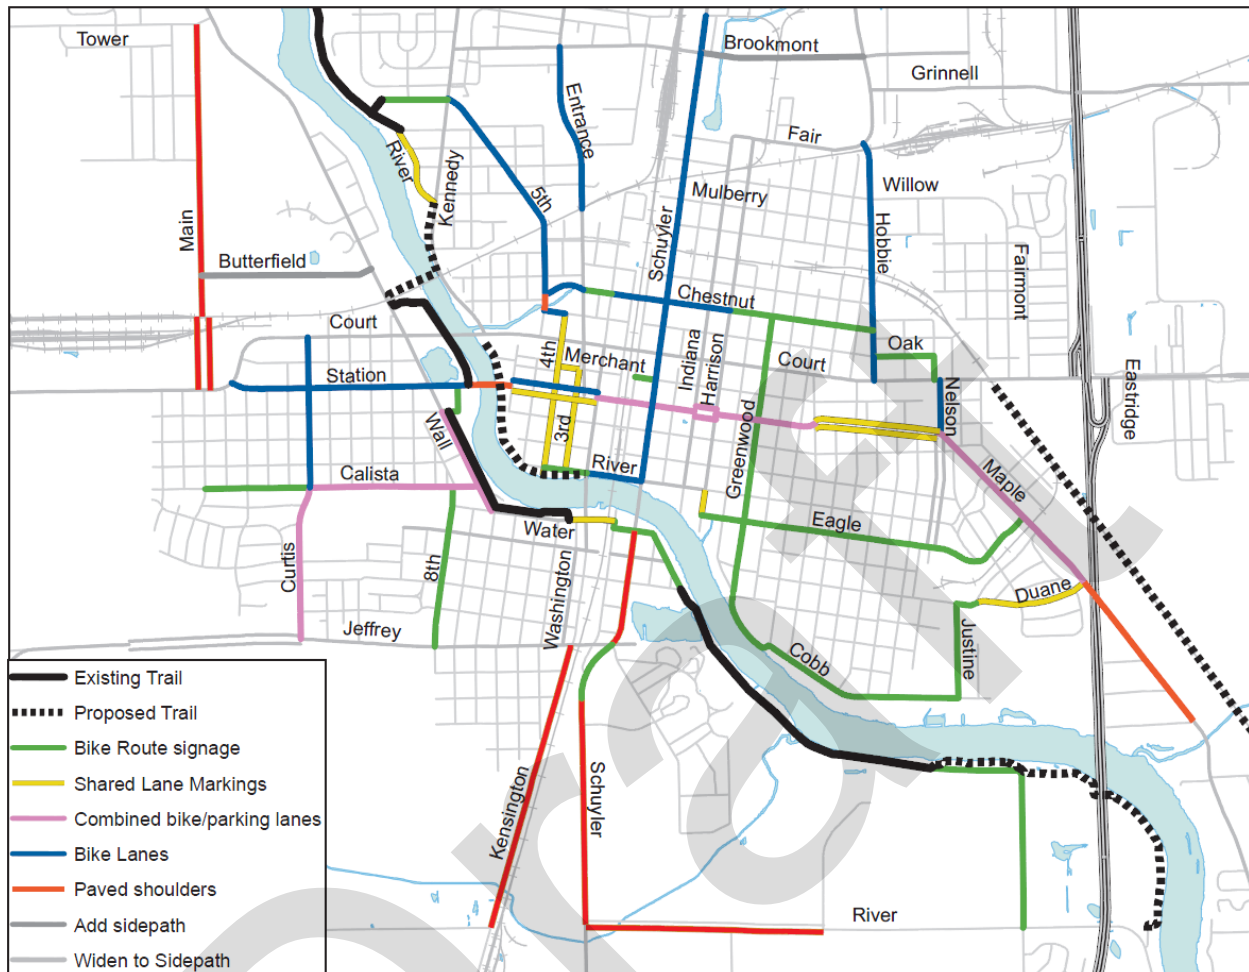 Tower
Brookmont
Grinnell
Entrance
Fair
River
Kennedy
5th
Mulberry
Willow
Main
Schuyler
Hobbie
Fairmont
Butterfield
Chestnut
Court
4th
Merchant
Indiana
Harrison
Court
Oak
Station
Nelson
Eastridge
Wall
3rd
Greenwood
River
Calista
Maple
Water
Eagle
Curtis
8th
Washington
Duane
Jeffrey
Justine
Cobb
Existing Trail
Proposed Trail
Bike Route signage
Shared Lane Markings
Combined bike/parking lanes
Bike Lanes
Paved shoulders
Add sidepath
Widen to Sidepath
Kensington
Schuyler
River
Draft